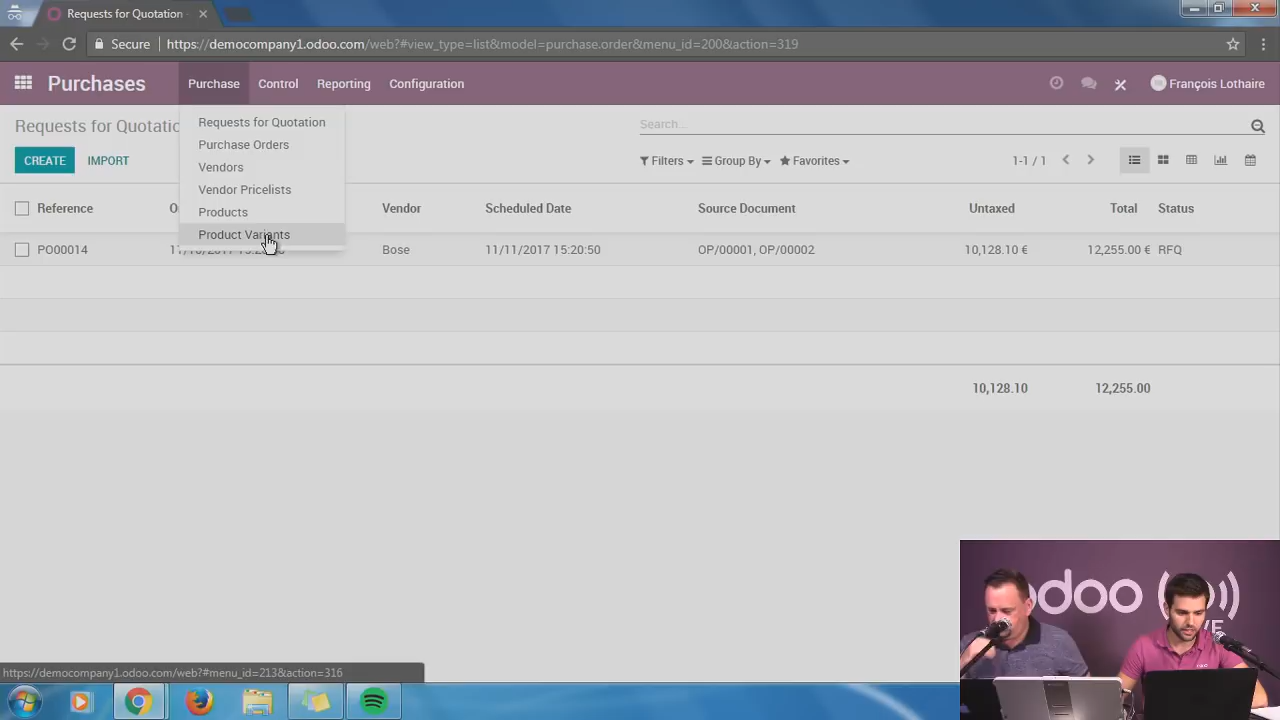 Requests for Quotation
Secure
https://democompany1.odoo.com/web?#view_type=list&model=purchase.order&menu_id=200&action=319
Purchases
Purchase
Control
Reporting
Configuration
François Lothaire
Requests for Quotatio
Search...
CREATE
IMPORT
Filters
Group By
Favorites
1-1 / 1
Requests for Quotation
Purchase Orders
Vendors
Vendor Pricelists
Products
Product Variants
Reference
Vendor
Scheduled Date
Source Document
Untaxed
Total
Status
PO00014
Bose
11/11/2017 15:20:50
OP/00001, OP/00002
10,128.10 €
12,255.00 €
RFQ
10,128.10
12,255.00
odoo
https://democompany1.odoo.com/web?#menu_id=213&action=316